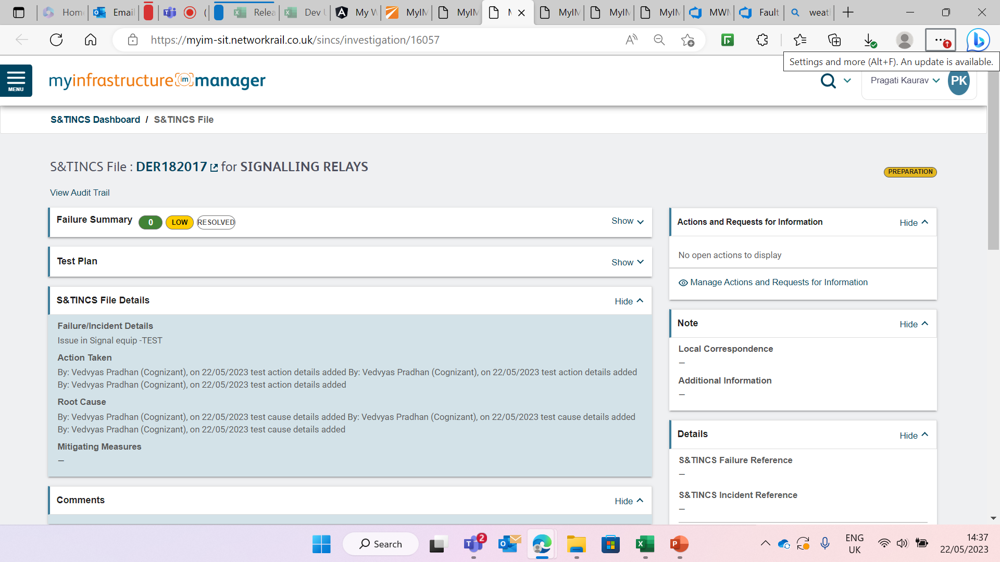 Home
Email
Relea
Dev U
My W
MyIM
MyIM
M
MyIM
MyIM
MyIM
MWM
Fault
weat
https://myim-sit.networkrail.co.uk/sincs/investigation/16057
Settings and more (Alt+F). An update is available.
MENU
myinfrastructure im manager
Pragati Kaurav
PK
S&TINCS Dashboard / S&TINCS File
S&TINCS File : DER182017 for SIGNALLING RELAYS
PREPARATION
View Audit Trail
Failure Summary 0 LOW RESOLVED
Show
Test Plan
Show
S&TINCS File Details
Hide
Failure/Incident Details
Issue in Signal equip -TEST
Action Taken
By: Vedvyas Pradhan (Cognizant), on 22/05/2023 test action details added By: Vedvyas Pradhan (Cognizant), on 22/05/2023 test action details added
By: Vedvyas Pradhan (Cognizant), on 22/05/2023 test action details added
Root Cause
By: Vedvyas Pradhan (Cognizant), on 22/05/2023 test cause details added By: Vedvyas Pradhan (Cognizant), on 22/05/2023 test cause details added
By: Vedvyas Pradhan (Cognizant), on 22/05/2023 test cause details added
Mitigating Measures
—
Comments
Hide
Actions and Requests for Information
Hide
No open actions to display
Manage Actions and Requests for Information
Note
Hide
Local Correspondence
—
Additional Information
—
Details
Hide
S&TINCS Failure Reference
—
S&TINCS Incident Reference
—
Search
2
ENG
UK
14:37
22/05/2023